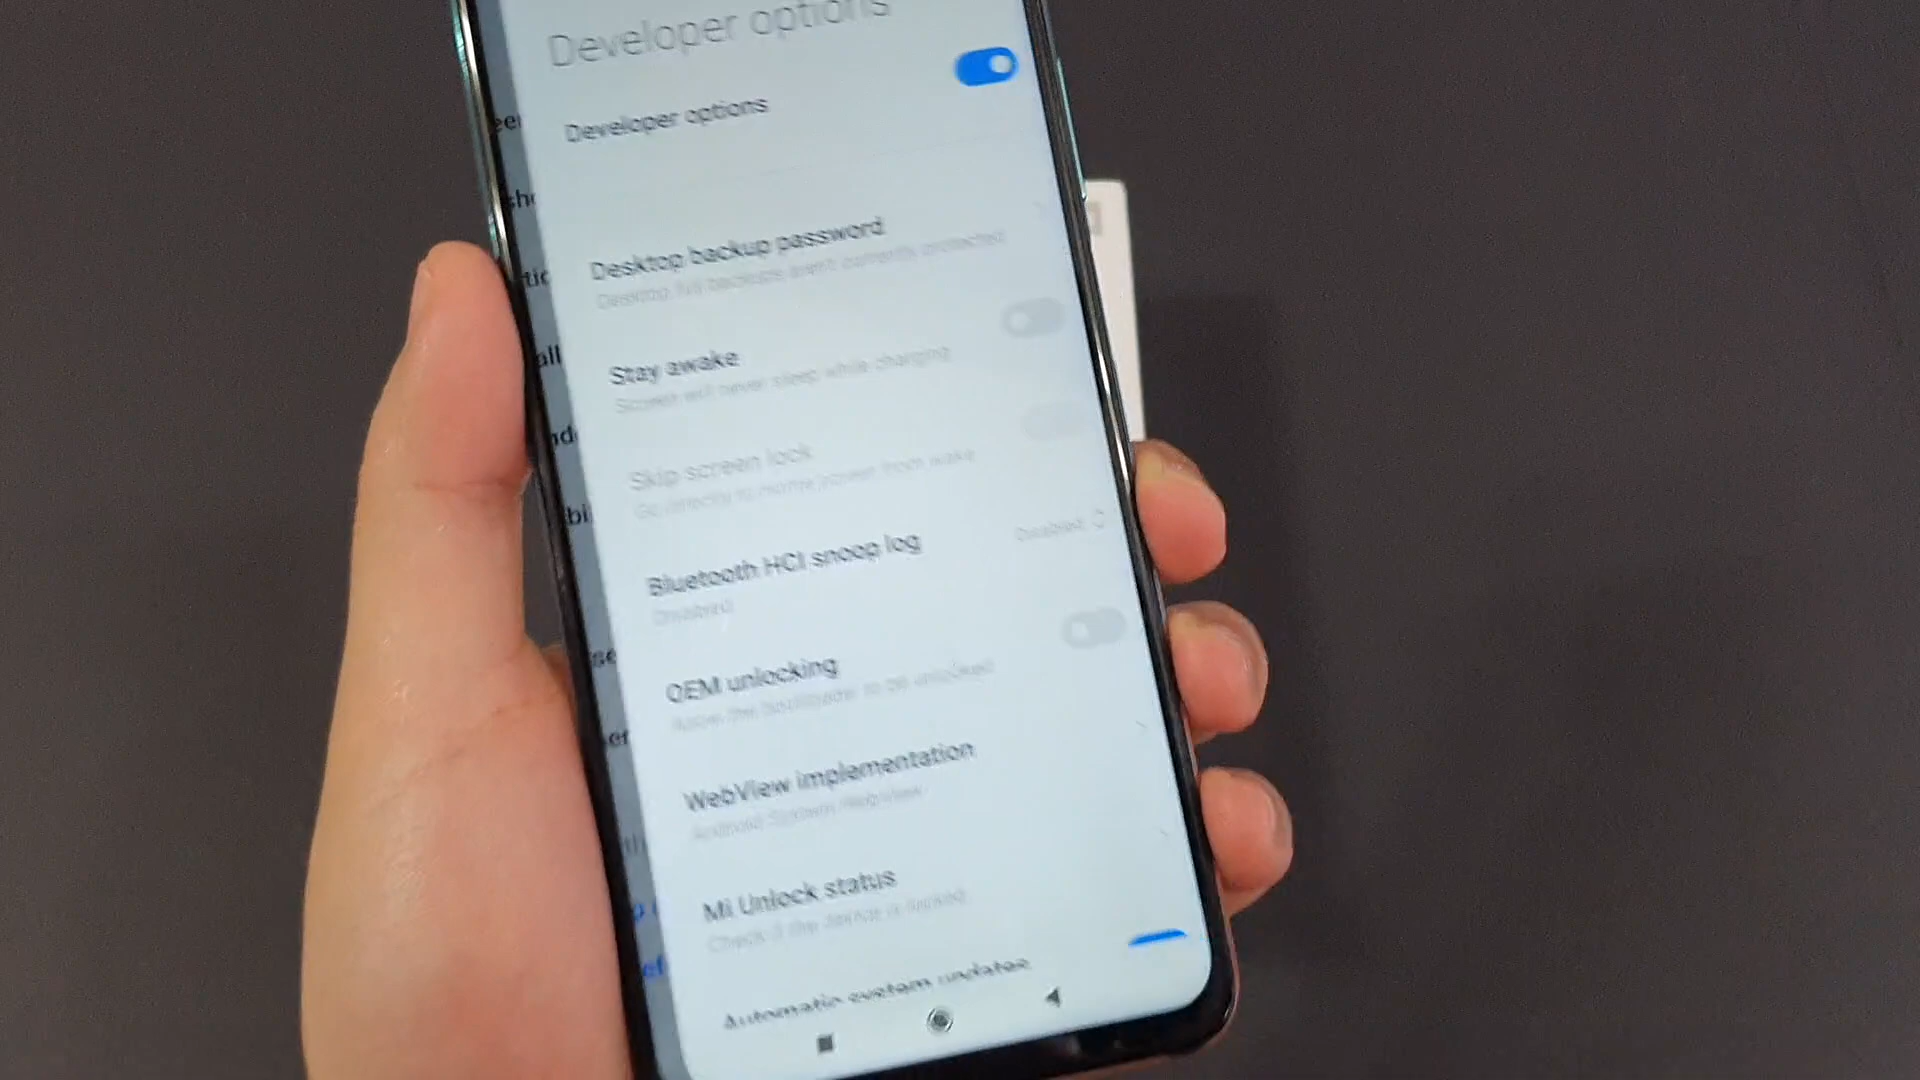 Developer options
Developer options
Desktop backup password
Desktop full backups aren't currently protected
Stay awake
Screen will never sleep while charging
Skip screen lock
Go directly to home screen from wake
Bluetooth HCI snoop log
Disabled
Disabled
OEM unlocking
Allow the bootloader to be unlocked
WebView implementation
Android System WebView
Mi Unlock status
Check if the device is locked
Automatic system updates